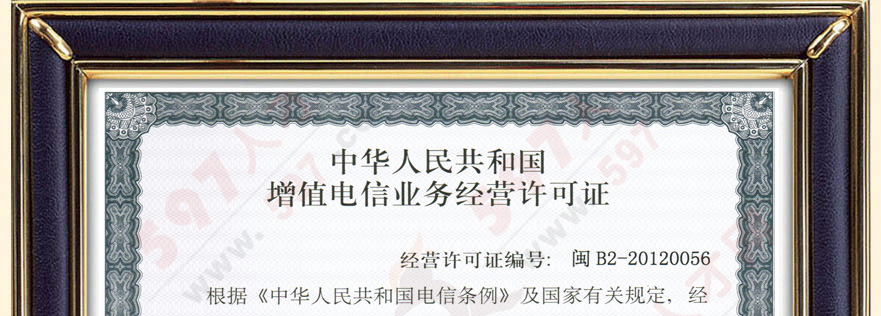 中华人民共和国
增值电信业务经营许可证
经营许可证编号: 闽 B2-20120056
根据《中华人民共和国电信条例》及国家有关规定, 经